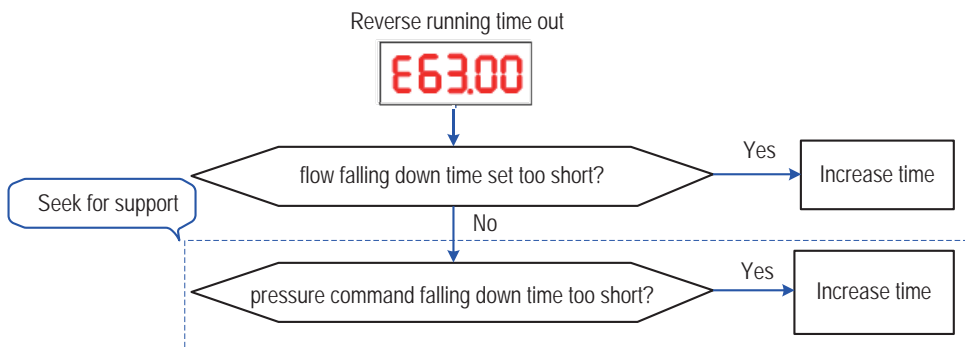 Reverse running time out
E63.00
flow falling down time set too short?
Yes
Increase time
Seek for support
No
pressure command falling down time too short?
Yes
Increase time